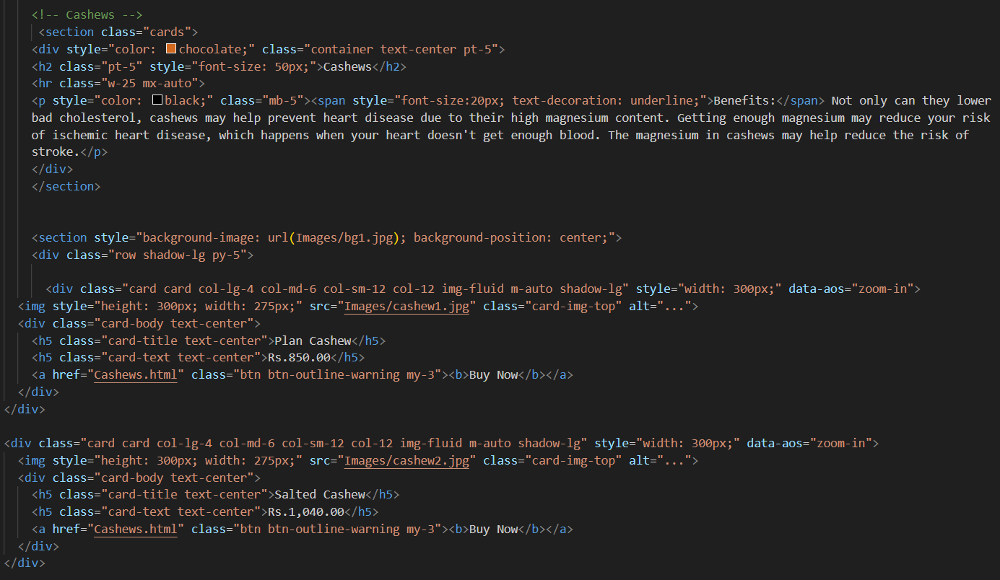 <!-- Cashews -->
<section class="cards">
<div style="color: chocolate;" class="container text-center pt-5">
<h2 class="pt-5" style="font-size: 50px;">Cashews</h2>
<hr class="w-25 mx-auto">
<p style="color: black;" class="mb-5"><span style="font-size:20px; text-decoration: underline;">Benefits:</span> Not only can they lower
bad cholesterol, cashews may help prevent heart disease due to their high magnesium content. Getting enough magnesium may reduce your risk
of ischemic heart disease, which happens when your heart doesn't get enough blood. The magnesium in cashews may help reduce the risk of
stroke.</p>
</div>
</section>
<section style="background-image: url(Images/bg1.jpg); background-position: center;">
<div class="row shadow-lg py-5">
<div class="card card col-lg-4 col-md-6 col-sm-12 col-12 img-fluid m-auto shadow-lg" style="width: 300px;" data-aos="zoom-in">
<img style="height: 300px; width: 275px;" src="Images/cashew1.jpg" class="card-img-top" alt="...">
<div class="card-body text-center">
<h5 class="card-title text-center">Plan Cashew</h5>
<h5 class="card-text text-center">Rs.850.00</h5>
<a href="Cashews.html" class="btn btn-outline-warning my-3"><b>Buy Now</b></a>
</div>
</div>
<div class="card card col-lg-4 col-md-6 col-sm-12 col-12 img-fluid m-auto shadow-lg" style="width: 300px;" data-aos="zoom-in">
<img style="height: 300px; width: 275px;" src="Images/cashew2.jpg" class="card-img-top" alt="...">
<div class="card-body text-center">
<h5 class="card-title text-center">Salted Cashew</h5>
<h5 class="card-text text-center">Rs.1,040.00</h5>
<a href="Cashews.html" class="btn btn-outline-warning my-3"><b>Buy Now</b></a>
</div>
</div>